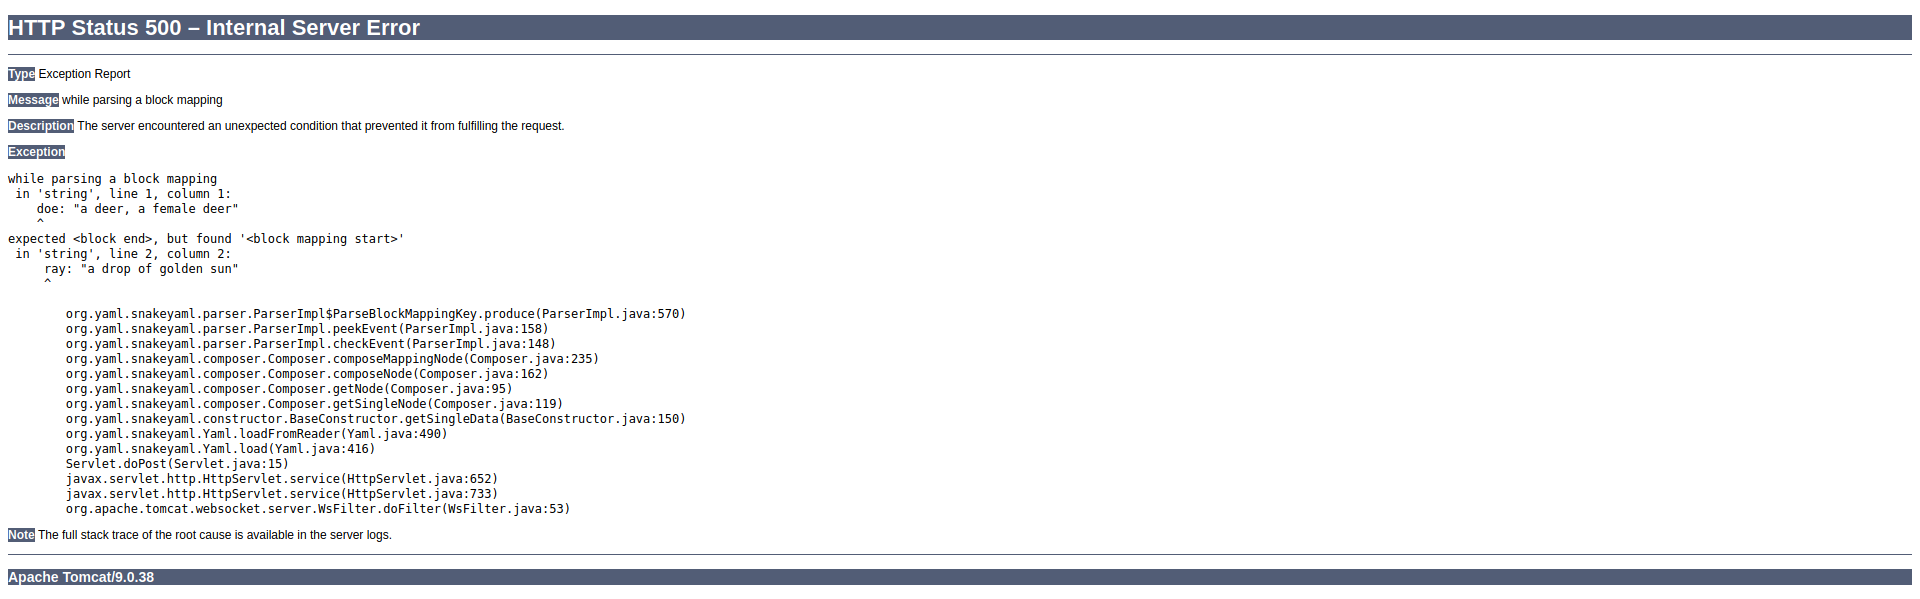 HTTP Status 500 – Internal Server Error
Type Exception Report
Message while parsing a block mapping
Description The server encountered an unexpected condition that prevented it from fulfilling the request.
Exception
while parsing a block mapping
 in 'string', line 1, column 1:
    doe: "a deer, a female deer"
    ^
expected <block end>, but found '<block mapping start>'
 in 'string', line 2, column 2:
     ray: "a drop of golden sun"
     ^
	org.yaml.snakeyaml.parser.ParserImpl$ParseBlockMappingKey.produce(ParserImpl.java:570)
	org.yaml.snakeyaml.parser.ParserImpl.peekEvent(ParserImpl.java:158)
	org.yaml.snakeyaml.parser.ParserImpl.checkEvent(ParserImpl.java:148)
	org.yaml.snakeyaml.composer.Composer.composeMappingNode(Composer.java:235)
	org.yaml.snakeyaml.composer.Composer.composeNode(Composer.java:162)
	org.yaml.snakeyaml.composer.Composer.getNode(Composer.java:95)
	org.yaml.snakeyaml.composer.Composer.getSingleNode(Composer.java:119)
	org.yaml.snakeyaml.constructor.BaseConstructor.getSingleData(BaseConstructor.java:150)
	org.yaml.snakeyaml.Yaml.loadFromReader(Yaml.java:490)
	org.yaml.snakeyaml.Yaml.load(Yaml.java:416)
	Servlet.doPost(Servlet.java:15)
	javax.servlet.http.HttpServlet.service(HttpServlet.java:652)
	javax.servlet.http.HttpServlet.service(HttpServlet.java:733)
	org.apache.tomcat.websocket.server.WsFilter.doFilter(WsFilter.java:53)
Note The full stack trace of the root cause is available in the server logs.
Apache Tomcat/9.0.38